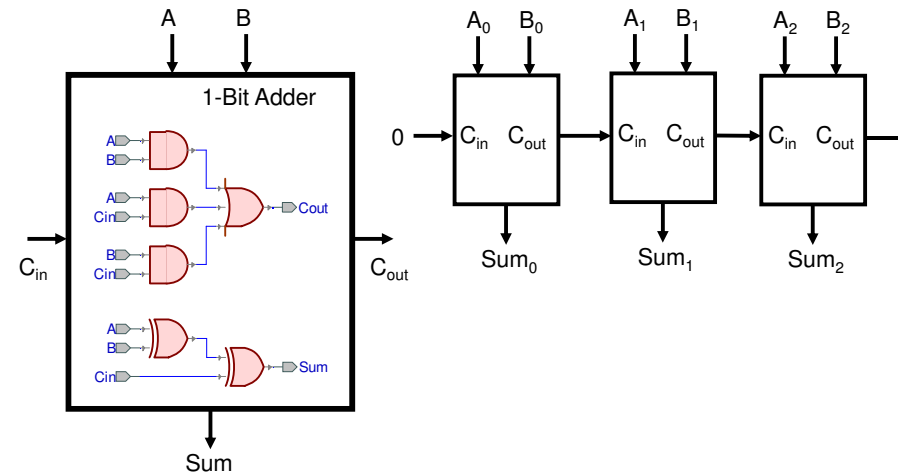 A B
1-Bit Adder
A
B
A
Cin
B
Cin
Cout
A
B
Cin
Sum
C_in
C_out
Sum
A_0 B_0 A_1 B_1 A_2 B_2
0 C_in C_out C_in C_out C_in C_out
Sum_0 Sum_1 Sum_2